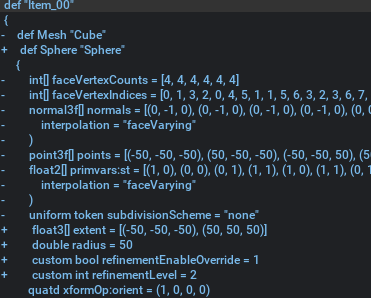 def "Item_00"
{
- def Mesh "Cube"
+ def Sphere "Sphere"
{
- int[] faceVertexCounts = [4, 4, 4, 4, 4, 4]
- int[] faceVertexIndices = [0, 1, 3, 2, 0, 4, 5, 1, 1, 5, 6, 3, 2, 3, 6, 7,
- normal3f[] normals = [(0, -1, 0), (0, -1, 0), (0, -1, 0), (0, -1, 0), (0,
- interpolation = "faceVarying"
- )
- point3f[] points = [(-50, -50, -50), (50, -50, -50), (-50, -50, 50), (50
- float2[] primvars:st = [(1, 0), (0, 0), (0, 1), (1, 1), (1, 0), (1, 1), (0, 1
- interpolation = "faceVarying"
- )
- uniform token subdivisionScheme = "none"
+ float3[] extent = [(-50, -50, -50), (50, 50, 50)]
+ double radius = 50
+ custom bool refinementEnableOverride = 1
+ custom int refinementLevel = 2
quatd xformOp:orient = (1, 0, 0, 0)